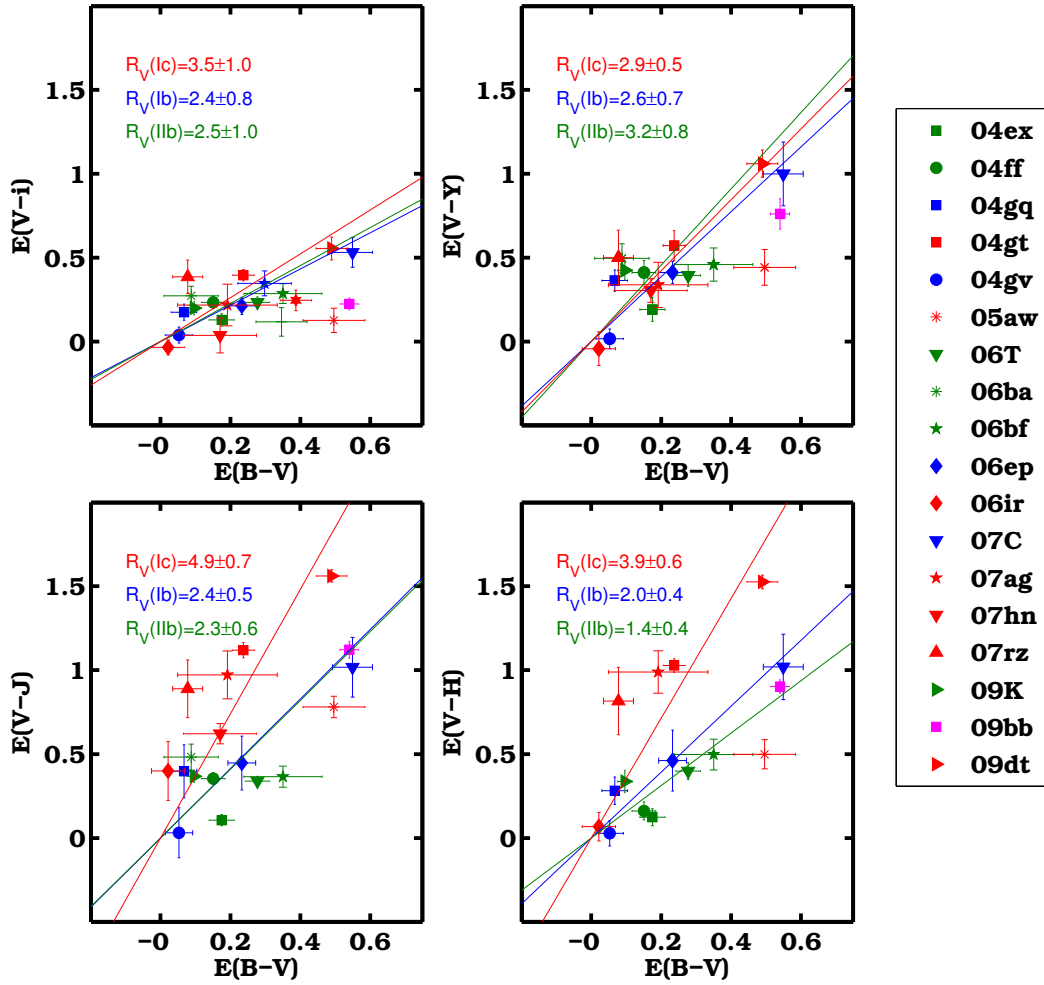 R_V(Ic)=3.5±1.0
R_V(Ib)=2.4±0.8
R_V(IIb)=2.5±1.0
1.5
1
0.5
0
E(V−i)
−0 0.2 0.4 0.6
E(B−V)
R_V(Ic)=2.9±0.5
R_V(Ib)=2.6±0.7
R_V(IIb)=3.2±0.8
1.5
1
0.5
0
E(V−Y)
−0 0.2 0.4 0.6
E(B−V)
R_V(Ic)=4.9±0.7
R_V(Ib)=2.4±0.5
R_V(IIb)=2.3±0.6
1.5
1
0.5
0
E(V−J)
−0 0.2 0.4 0.6
E(B−V)
R_V(Ic)=3.9±0.6
R_V(Ib)=2.0±0.4
R_V(IIb)=1.4±0.4
1.5
1
0.5
0
E(V−H)
−0 0.2 0.4 0.6
E(B−V)
04ex
04ff
04gq
04gt
04gv
05aw
06T
06ba
06bf
06ep
06ir
07C
07ag
07hn
07rz
09K
09bb
09dt